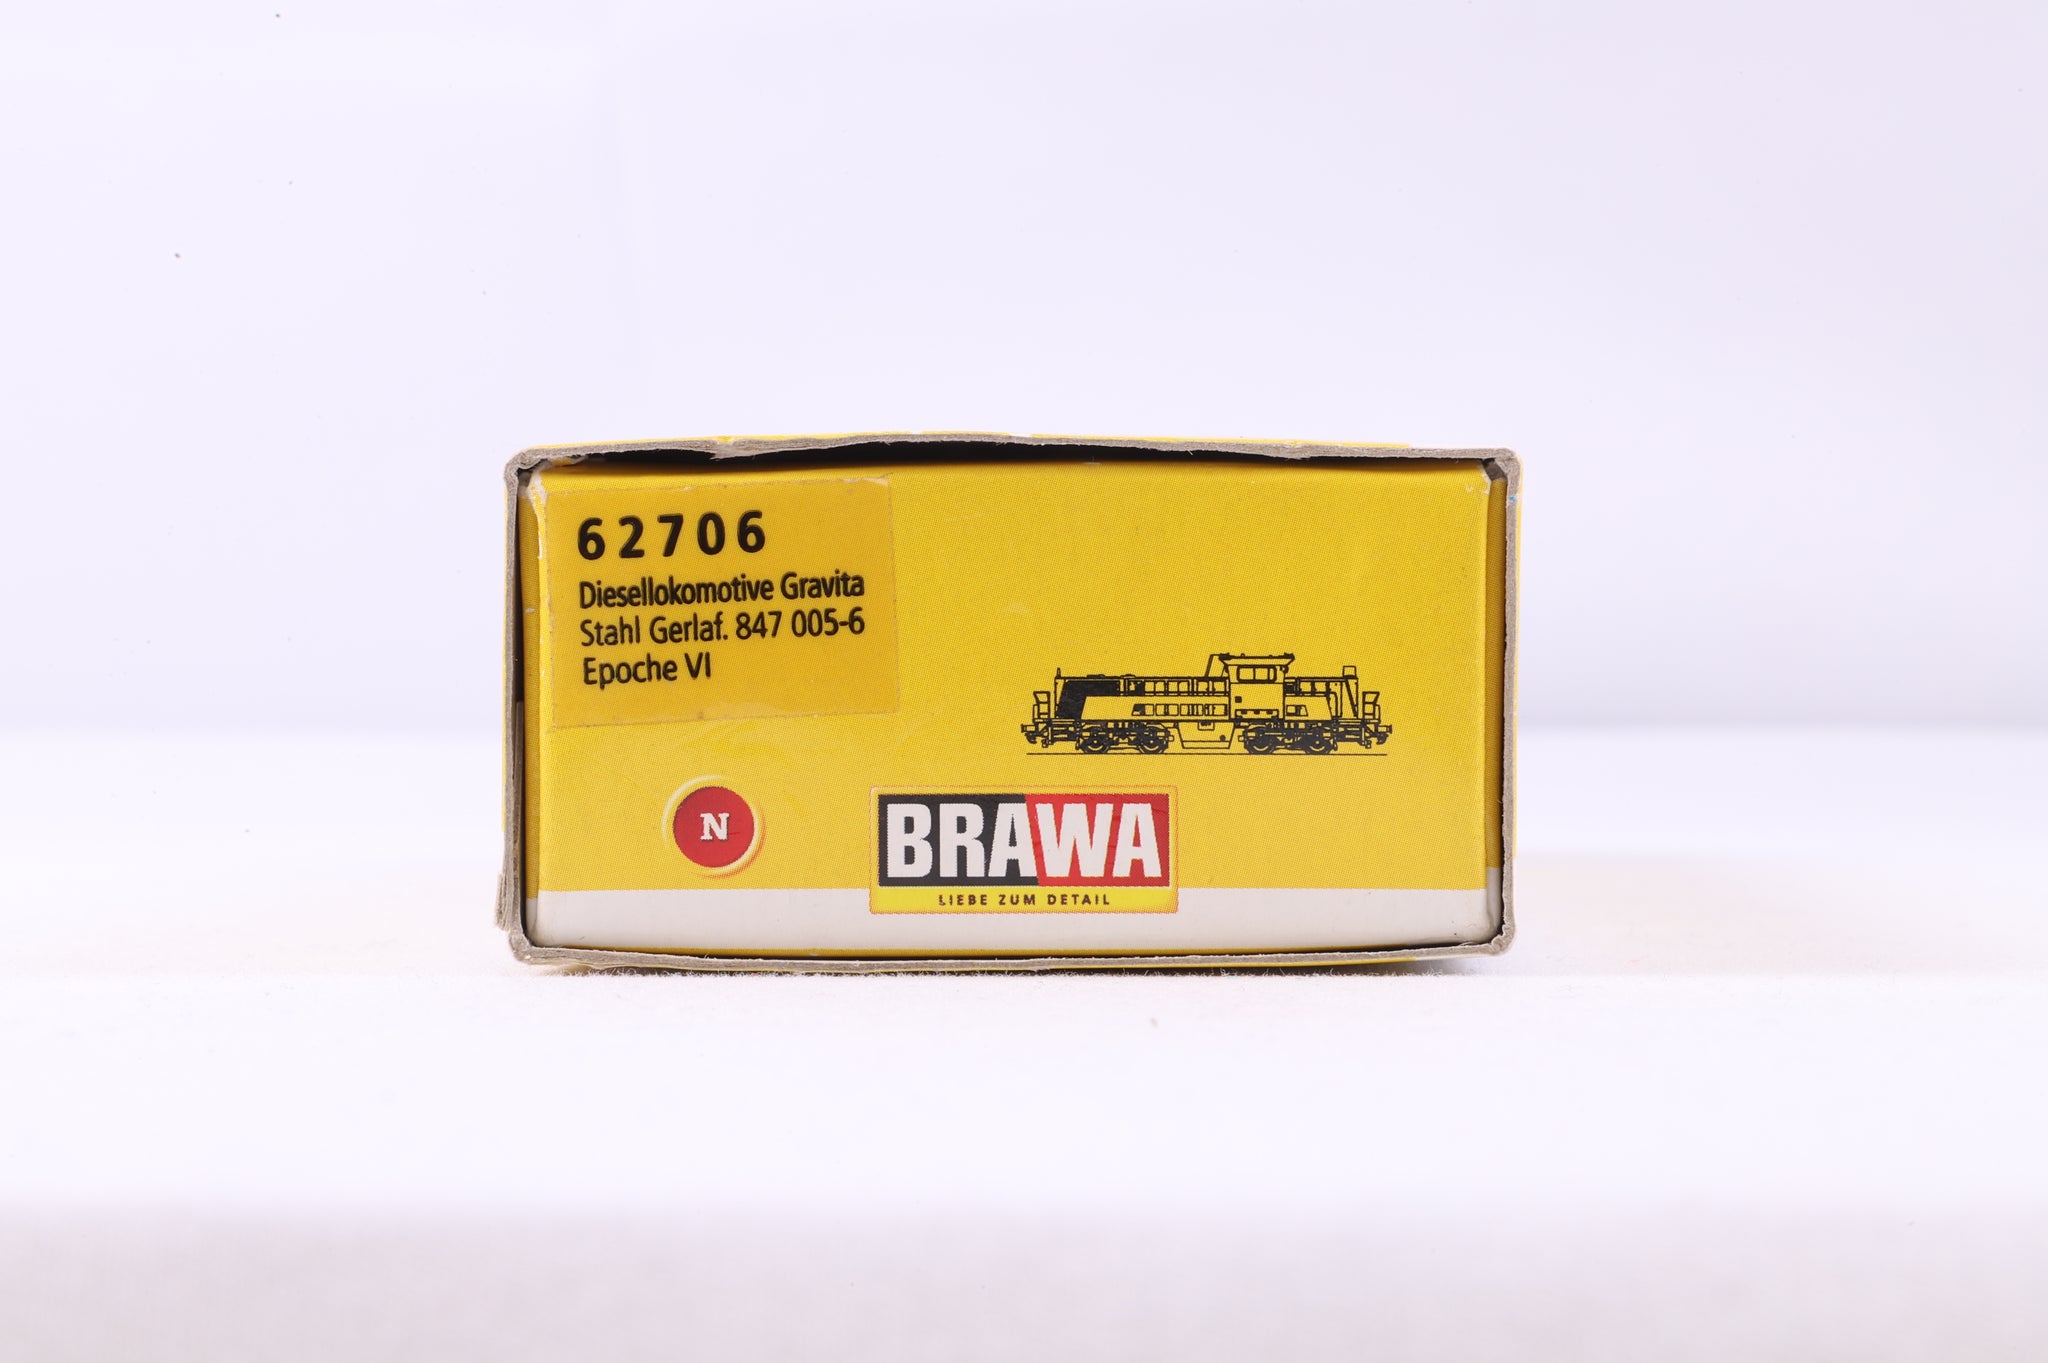 62706
Diesellokomotive Gravita
Stahl Gerlaf. 847 005-6
Epoche VI
N
BRAWA
LIEBE ZUM DETAIL